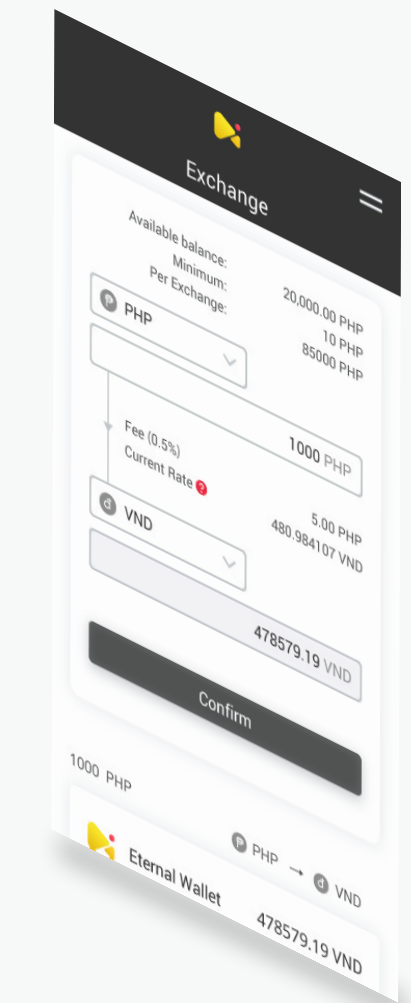 Exchange
Available balance: 20,000.00 PHP
Minimum: 10 PHP
Per Exchange: 85000 PHP
PHP
1000 PHP
Fee (0.5%) 5.00 PHP
Current Rate ? 480.984107 VND
VND
478579.19 VND
Confirm
1000 PHP
PHP → VND
Eternal Wallet 478579.19 VND